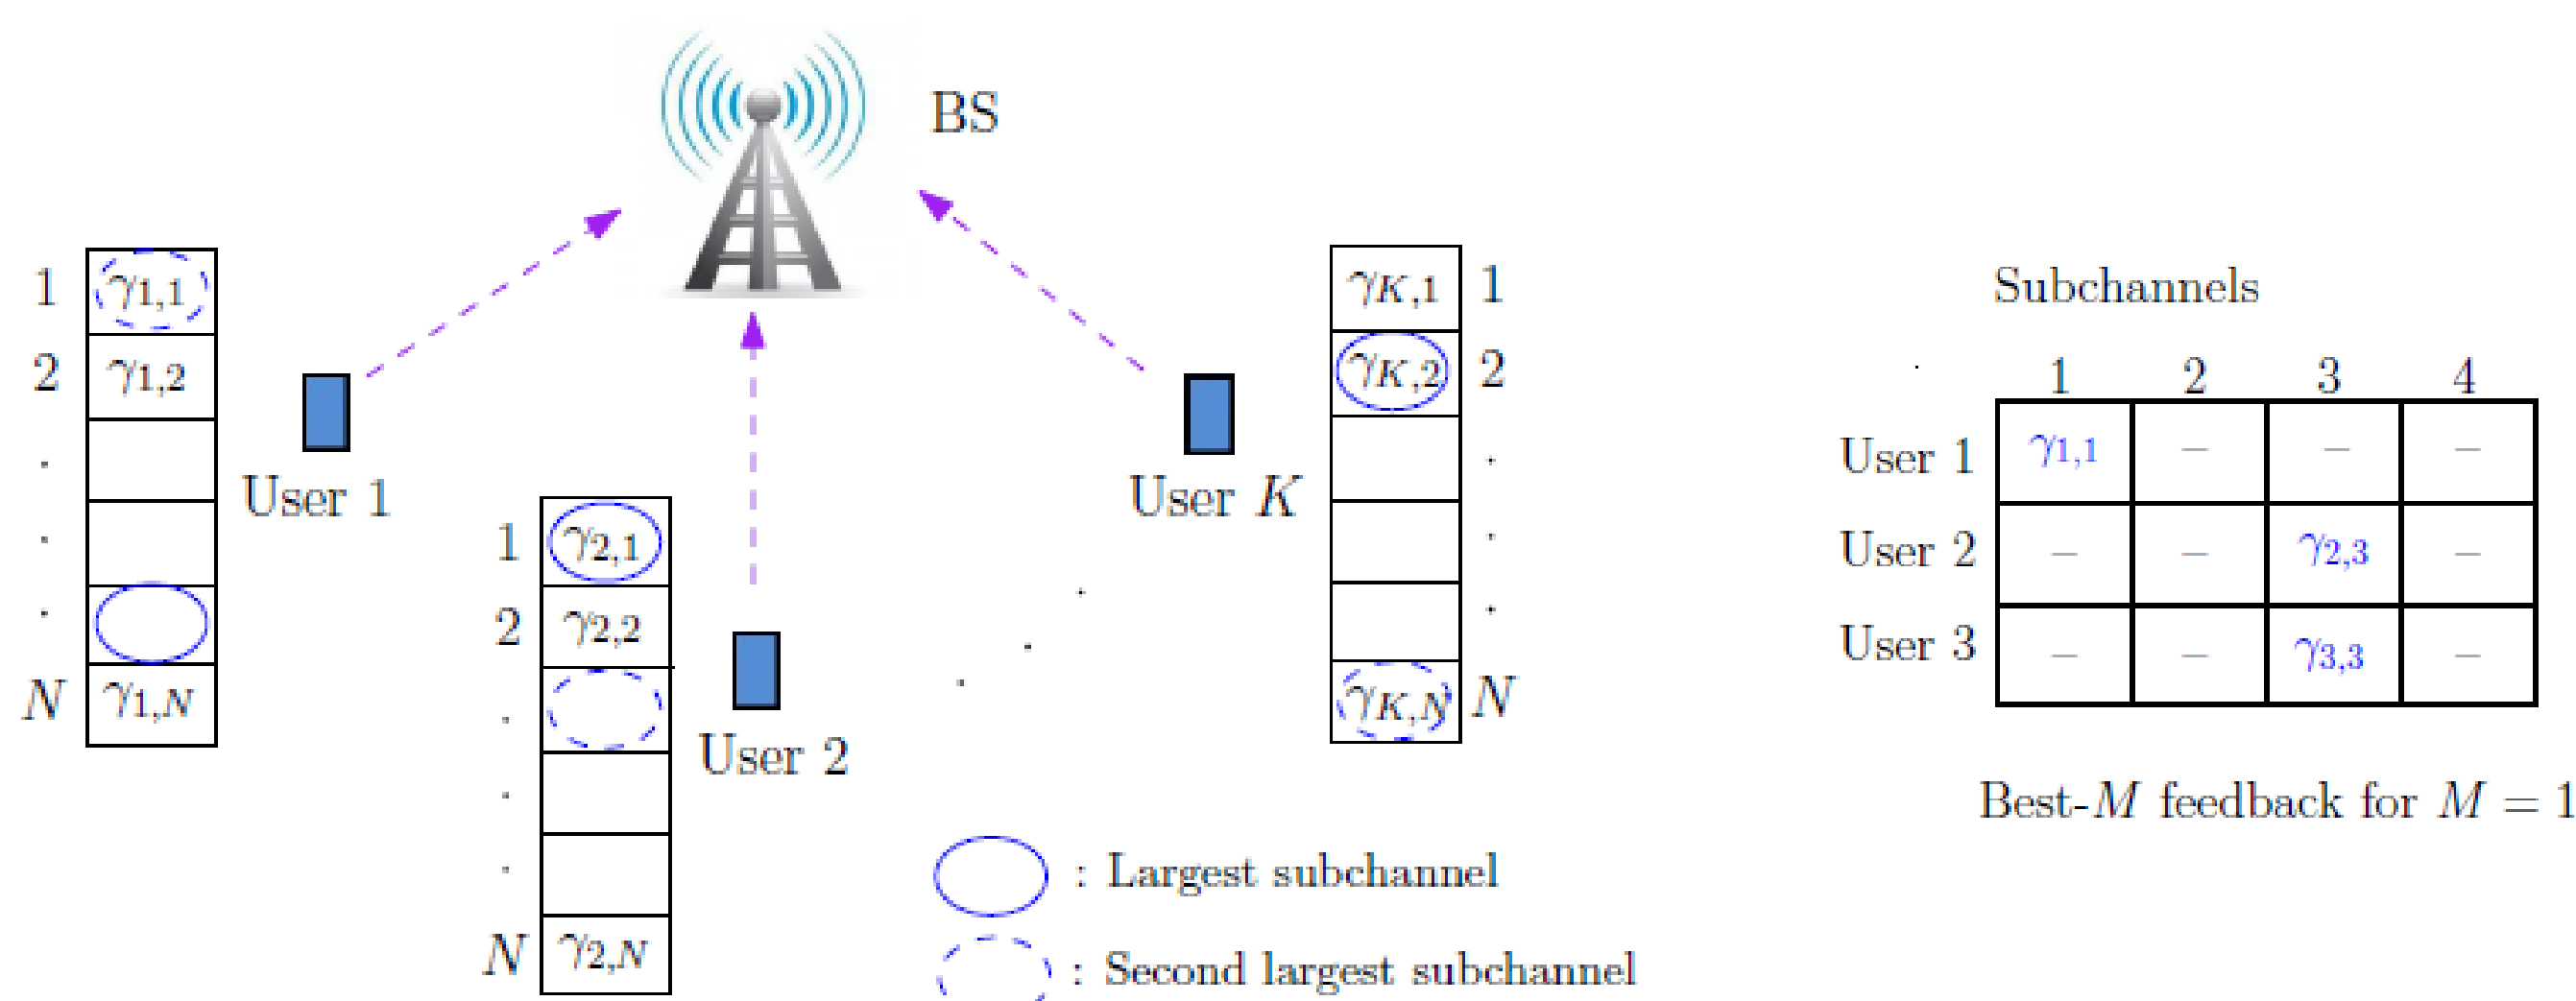 BS
1 γ1,1
2 γ1,2
N γ1,N
User 1
1 γ2,1
2 γ2,2
N γ2,N
User 2
γK,1 1
γK,2 2
γK,N N
User K
: Largest subchannel
: Second largest subchannel
Subchannels
1 2 3 4
User 1 γ1,1 – – –
User 2 – – γ2,3 –
User 3 – – γ3,3 –
Best-M feedback for M = 1